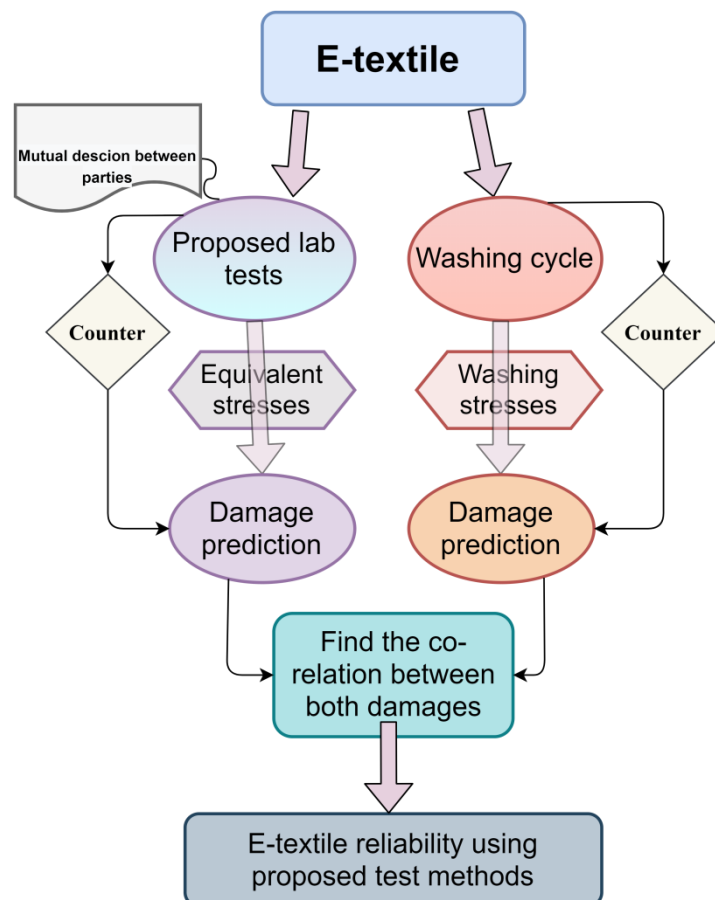 E-textile
Mutual descion between
parties
Proposed lab
tests
Washing cycle
Counter
Counter
Equivalent
stresses
Washing
stresses
Damage
prediction
Damage
prediction
Find the co-
relation between
both damages
E-textile reliability using
proposed test methods